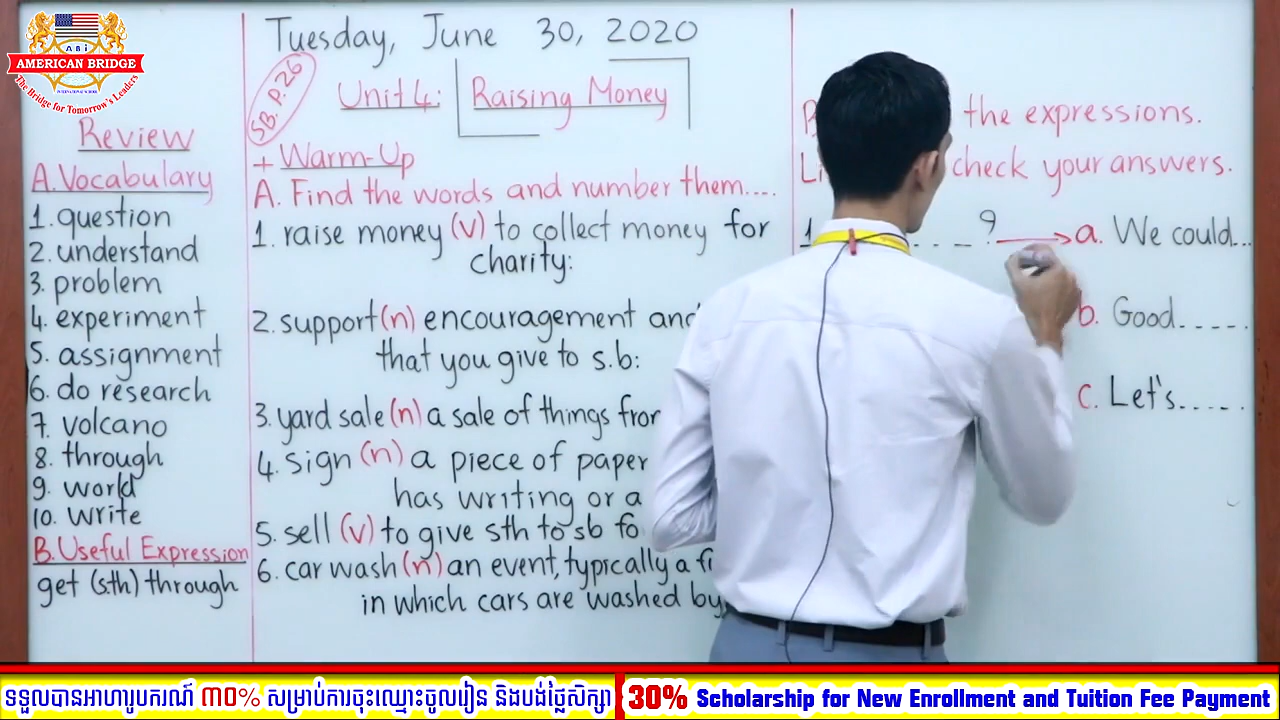 ABi
AMERICAN BRIDGE
INTERNATIONAL SCHOOL
The Bridge for Tomorrow's Leaders
Tuesday, June 30, 2020
SB. P. 26
Unit 4: Raising Money
Review
A. Vocabulary
1. question
2. understand
3. problem
4. experiment
5. assignment
6. do research
7. volcano
8. through
9. world
10. write
B. Useful Expression
get (s.th) through
+ Warm-Up
A. Find the words and number them....
1. raise money (v) to collect money for
charity:
2. support (n) encouragement and
that you give to s.b:
3. yard sale (n) a sale of things from
4. sign (n) a piece of paper
has writing or a
5. sell (v) to give sth to sb fo
6. car wash (n) an event, typically a f
in which cars are washed by
the expressions.
check your answers.
1 . . _ ? → a. We could...
b. Good.....
c. Let's.....
ទទួលបានអាហារូបករណ៍ ៣០% សម្រាប់ការចុះឈ្មោះចូលរៀន និងបង់ថ្លៃសិក្សា
30% Scholarship for New Enrollment and Tuition Fee Payment